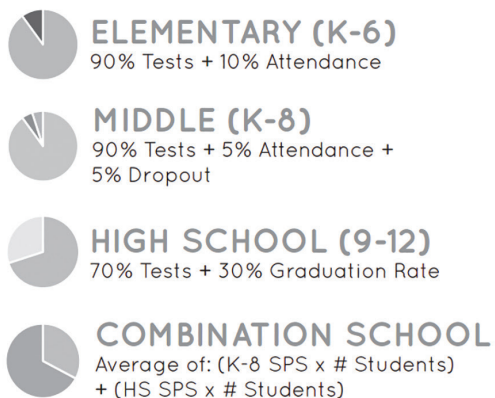 ELEMENTARY (K-6)
90% Tests + 10% Attendance
MIDDLE (K-8)
90% Tests + 5% Attendance +
5% Dropout
HIGH SCHOOL (9-12)
70% Tests + 30% Graduation Rate
COMBINATION SCHOOL
Average of: (K-8 SPS x # Students)
+ (HS SPS x # Students)